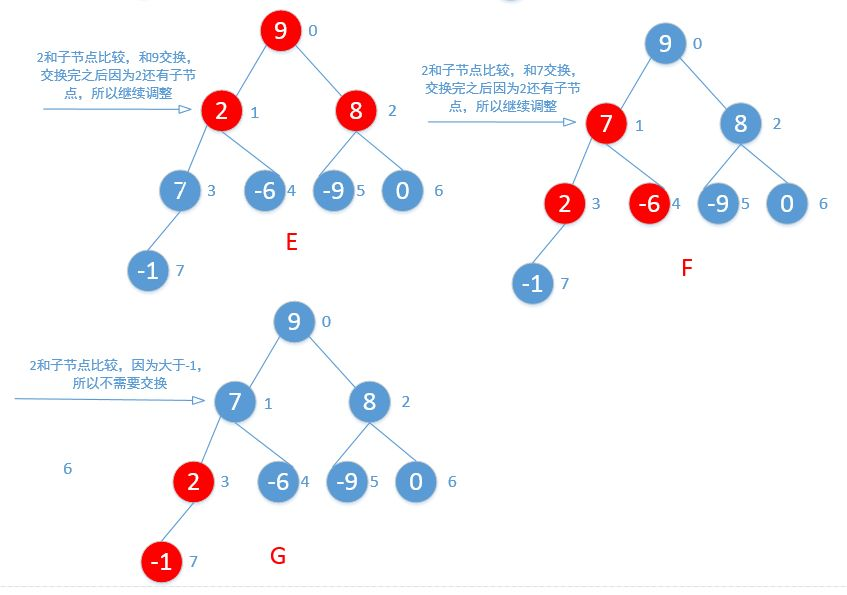 9 0
2和子节点比较，和9交换，
交换完之后因为2还有子节
点，所以继续调整
2 1 8 2
7 3 -6 4 -9 5 0 6
E
-1 7
9 0
2和子节点比较，和7交换，
交换完之后因为2还有子节
点，所以继续调整
7 1 8 2
2 3 -6 4 -9 5 0 6
F
-1 7
9 0
2和子节点比较，因为大于-1，
所以不需要交换
7 1 8 2
6
2 3 -6 4 -9 5 0 6
G
-1 7